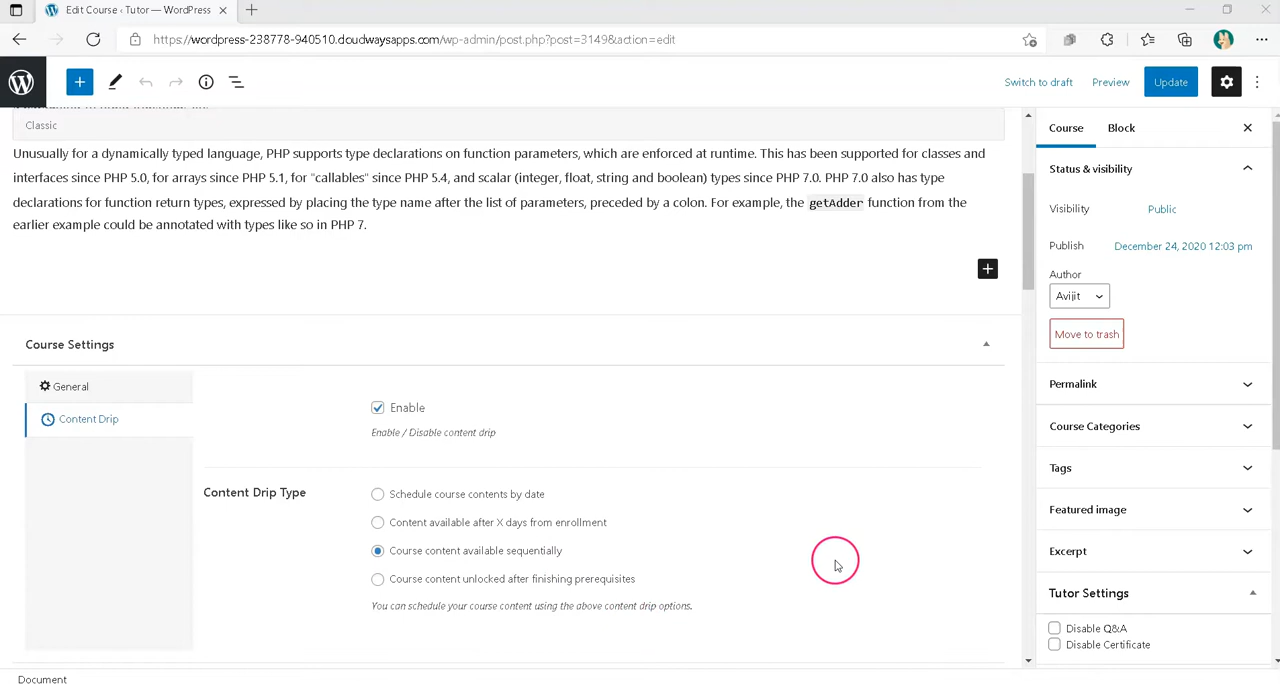 Edit Course ‹ Tutor — WordPress
https://wordpress-238778-940510.cloudwaysapps.com/wp-admin/post.php?post=3149&action=edit
Switch to draft
Preview
Update
Classic
Unusually for a dynamically typed language, PHP supports type declarations on function parameters, which are enforced at runtime. This has been supported for classes and
interfaces since PHP 5.0, for arrays since PHP 5.1, for "callables" since PHP 5.4, and scalar (integer, float, string and boolean) types since PHP 7.0. PHP 7.0 also has type
declarations for function return types, expressed by placing the type name after the list of parameters, preceded by a colon. For example, the getAdder function from the
earlier example could be annotated with types like so in PHP 7.
Course Settings
General
Content Drip
Enable
Enable / Disable content drip
Content Drip Type
Schedule course contents by date
Content available after X days from enrollment
Course content available sequentially
Course content unlocked after finishing prerequisites
You can schedule your course content using the above content drip options.
Course
Block
Status & visibility
Visibility
Public
Publish
December 24, 2020 12:03 pm
Author
Avijit
Move to trash
Permalink
Course Categories
Tags
Featured image
Excerpt
Tutor Settings
Disable Q&A
Disable Certificate
Document